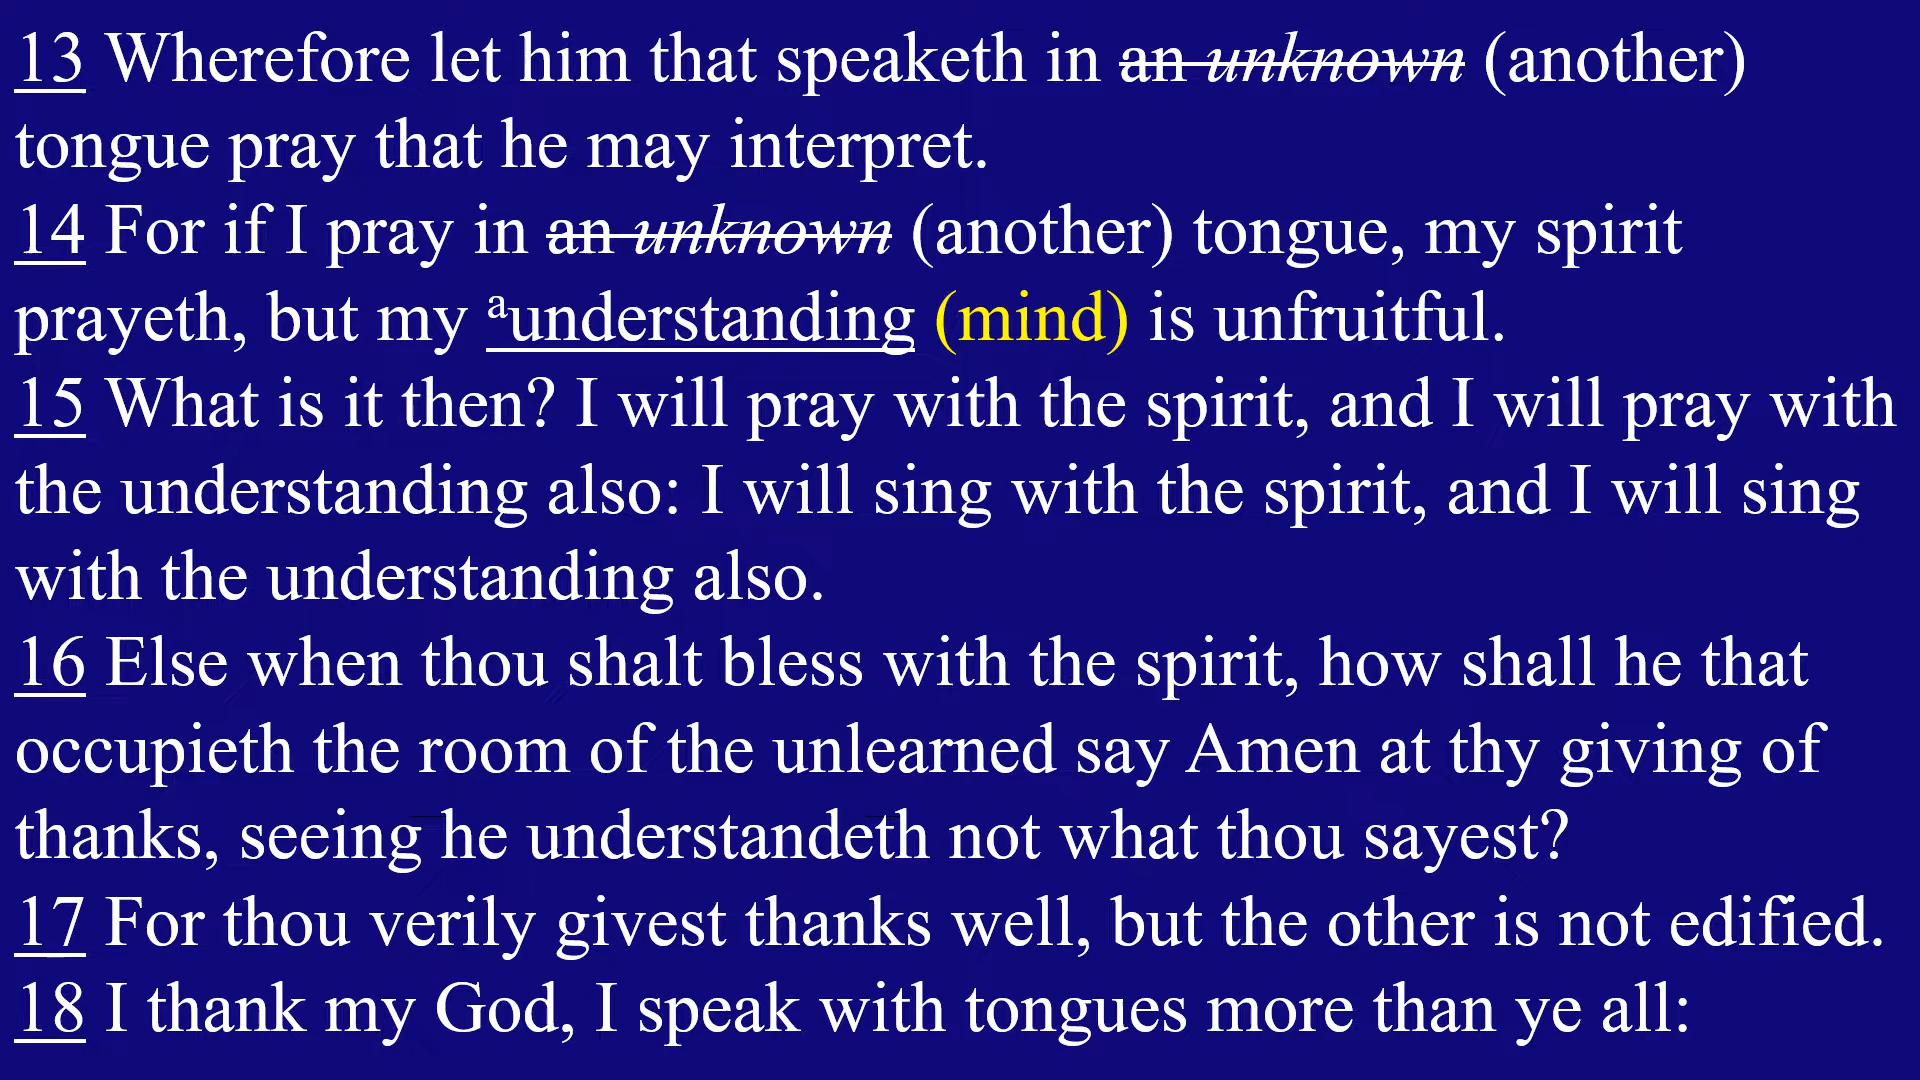 13 Wherefore let him that speaketh in an unknown (another)
tongue pray that he may interpret.
14 For if I pray in an unknown (another) tongue, my spirit
prayeth, but my aunderstanding (mind) is unfruitful.
15 What is it then? I will pray with the spirit, and I will pray with
the understanding also: I will sing with the spirit, and I will sing
with the understanding also.
16 Else when thou shalt bless with the spirit, how shall he that
occupieth the room of the unlearned say Amen at thy giving of
thanks, seeing he understandeth not what thou sayest?
17 For thou verily givest thanks well, but the other is not edified.
18 I thank my God, I speak with tongues more than ye all: